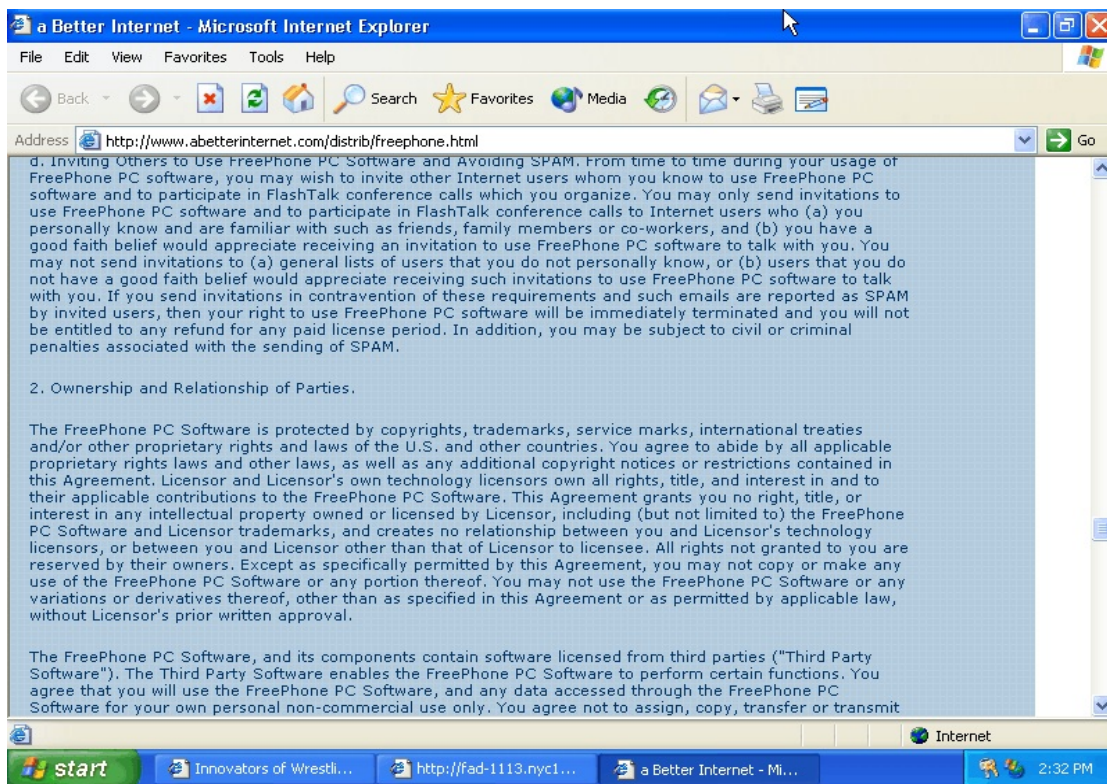 a Better Internet - Microsoft Internet Explorer
File Edit View Favorites Tools Help
Back Search Favorites Media
Address http://www.abetterinternet.com/distrib/freephone.html Go
d. Inviting Others to Use FreePhone PC Software and Avoiding SPAM. From time to time during your usage of
FreePhone PC software, you may wish to invite other Internet users whom you know to use FreePhone PC
software and to participate in FlashTalk conference calls which you organize. You may only send invitations to
use FreePhone PC software and to participate in FlashTalk conference calls to Internet users who (a) you
personally know and are familiar with such as friends, family members or co-workers, and (b) you have a
good faith belief would appreciate receiving an invitation to use FreePhone PC software to talk with you. You
may not send invitations to (a) general lists of users that you do not personally know, or (b) users that you do
not have a good faith belief would appreciate receiving such invitations to use FreePhone PC software to talk
with you. If you send invitations in contravention of these requirements and such emails are reported as SPAM
by invited users, then your right to use FreePhone PC software will be immediately terminated and you will not
be entitled to any refund for any paid license period. In addition, you may be subject to civil or criminal
penalties associated with the sending of SPAM.
2. Ownership and Relationship of Parties.
The FreePhone PC Software is protected by copyrights, trademarks, service marks, international treaties
and/or other proprietary rights and laws of the U.S. and other countries. You agree to abide by all applicable
proprietary rights laws and other laws, as well as any additional copyright notices or restrictions contained in
this Agreement. Licensor and Licensor's own technology licensors own all rights, title, and interest in and to
their applicable contributions to the FreePhone PC Software. This Agreement grants you no right, title, or
interest in any intellectual property owned or licensed by Licensor, including (but not limited to) the FreePhone
PC Software and Licensor trademarks, and creates no relationship between you and Licensor's technology
licensors, or between you and Licensor other than that of Licensor to licensee. All rights not granted to you are
reserved by their owners. Except as specifically permitted by this Agreement, you may not copy or make any
use of the FreePhone PC Software or any portion thereof. You may not use the FreePhone PC Software or any
variations or derivatives thereof, other than as specified in this Agreement or as permitted by applicable law,
without Licensor's prior written approval.
The FreePhone PC Software, and its components contain software licensed from third parties ("Third Party
Software"). The Third Party Software enables the FreePhone PC Software to perform certain functions. You
agree that you will use the FreePhone PC Software, and any data accessed through the FreePhone PC
Software for your own personal non-commercial use only. You agree not to assign, copy, transfer or transmit
Internet
start Innovators of Wrestli... http://fad-1113.nyc1... a Better Internet - Mi... 2:32 PM